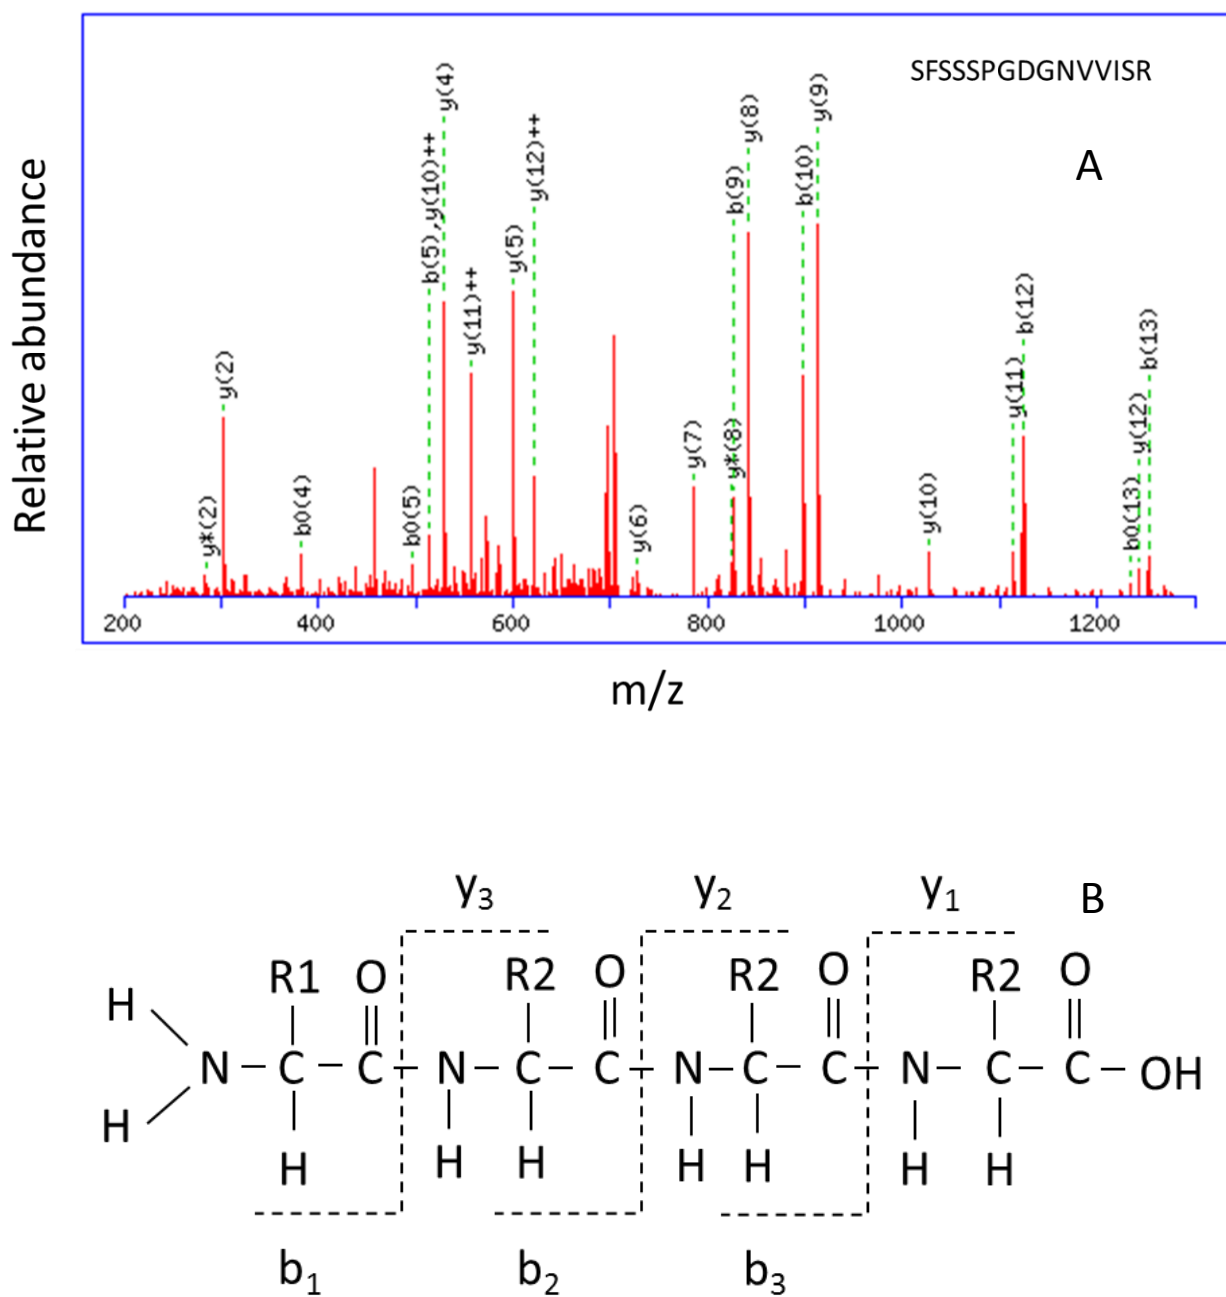 SFSSSPGDGNVVISR
A
Relative abundance
y*(2)
y(2)
b0(4)
b0(5)
b(5),y(10)++
y(4)
y(11)++
y(5)
y(12)++
y(6)
y(7)
y*(8)
b(9)
y(8)
b(10)
y(9)
y(10)
y(11)
b(12)
b0(13)
y(12)
b(13)
200 400 600 800 1000 1200
m/z
B
y3 y2 y1
R1 O R2 O R2 O R2 O
H
N C C N C C N C C N C C OH
H
H H H H H H H
b1 b2 b3